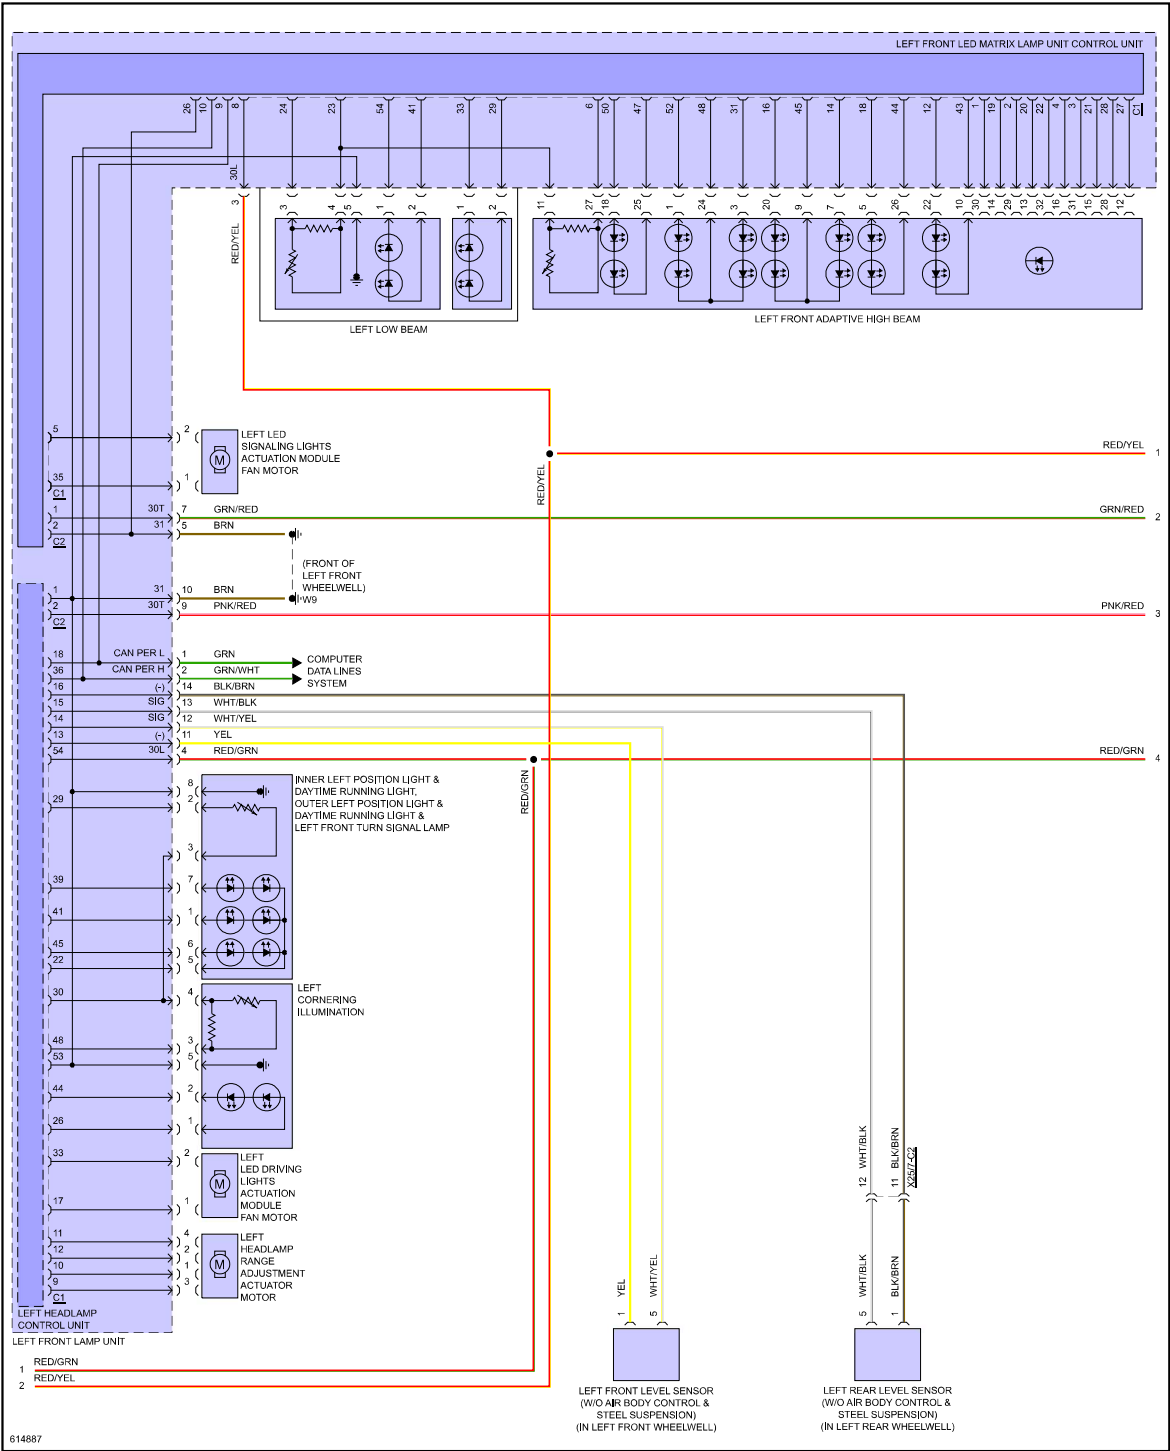 LEFT FRONT LED MATRIX LAMP UNIT CONTROL UNIT
26 10 9 8 24 23 54 41 33 29 6 50 47 52 48 31 16 45 14 18 44 12 43 1 19 2 20 22 4 3 21 28 27 C1
30L
3 3 4 5 1 2 1 2 11 27 18 25 1 24 3 20 9 7 5 26 22 10 30 14 29 13 32 16 31 15 28 12
RED/YEL
LEFT LOW BEAM
LEFT FRONT ADAPTIVE HIGH BEAM
5 2
LEFT LED
SIGNALING LIGHTS
ACTUATION MODULE
FAN MOTOR
M
35 1
C1
RED/YEL 1
RED/YEL
1 30T 7 GRN/RED GRN/RED 2
2 31 5 BRN
C2
(FRONT OF
LEFT FRONT
WHEELWELL)
W9
1 31 10 BRN
2 30T 9 PNK/RED PNK/RED 3
C2
18 CAN PER L 1 GRN
36 CAN PER H 2 GRN/WHT
COMPUTER
DATA LINES
SYSTEM
16 (-) 14 BLK/BRN
15 SIG 13 WHT/BLK
14 SIG 12 WHT/YEL
13 (-) 11 YEL
54 30L 4 RED/GRN RED/GRN 4
RED/GRN
8
29 2
INNER LEFT POSITION LIGHT &
DAYTIME RUNNING LIGHT,
OUTER LEFT POSITION LIGHT &
DAYTIME RUNNING LIGHT &
LEFT FRONT TURN SIGNAL LAMP
3
39 7
41 1
45 6
22 5
30 4
LEFT
CORNERING
ILLUMINATION
48 3
53 5
44 2
26 1
33 2
LEFT
LED DRIVING
LIGHTS
ACTUATION
MODULE
FAN MOTOR
M
17 1
11 4
12 2
10 1
9 3
C1
LEFT
HEADLAMP
RANGE
ADJUSTMENT
ACTUATOR
MOTOR
M
LEFT HEADLAMP
CONTROL UNIT
LEFT FRONT LAMP UNIT
12 WHT/BLK
11 BLK/BRN
X25/7-C2
1 YEL
5 WHT/YEL
5 WHT/BLK
1 BLK/BRN
1 RED/GRN
2 RED/YEL
LEFT FRONT LEVEL SENSOR
(W/O AIR BODY CONTROL &
STEEL SUSPENSION)
(IN LEFT FRONT WHEELWELL)
LEFT REAR LEVEL SENSOR
(W/O AIR BODY CONTROL &
STEEL SUSPENSION)
(IN LEFT REAR WHEELWELL)
614887